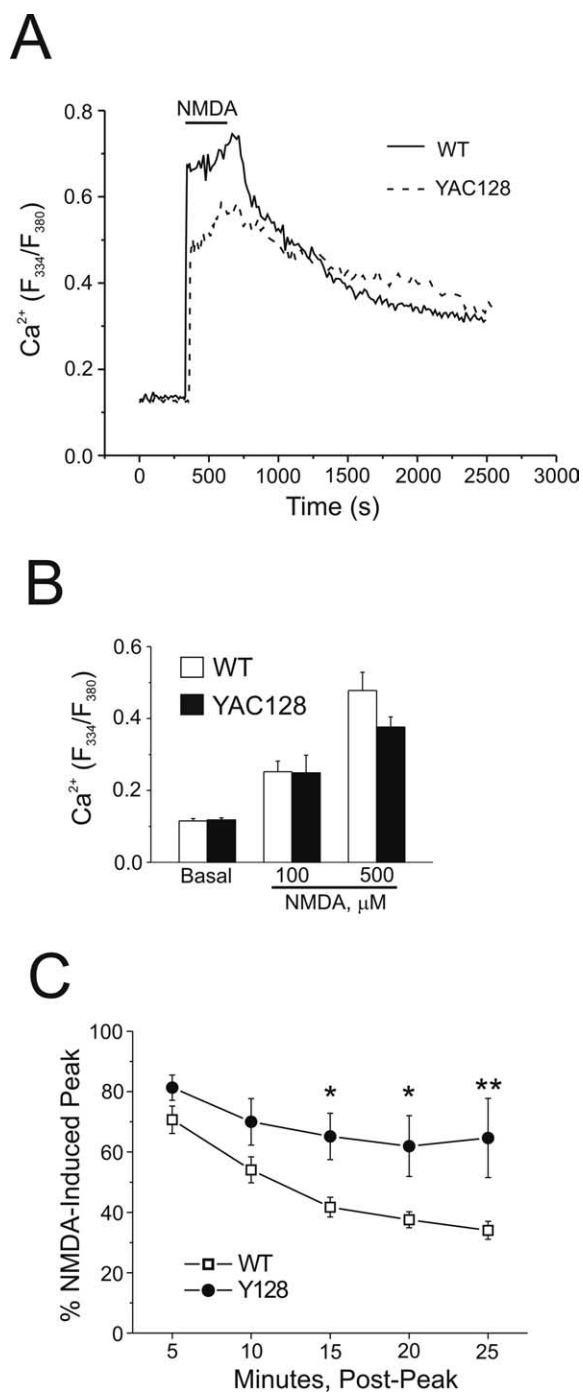 A
NMDA
WT
YAC128
Ca²⁺ (F₃₃₄/F₃₈₀)
0.8
0.6
0.4
0.2
0.0
0 500 1000 1500 2000 2500 3000
Time (s)
B
WT
YAC128
Ca²⁺ (F₃₃₄/F₃₈₀)
0.6
0.4
0.2
0.0
Basal 100 500
NMDA, μM
C
% NMDA-Induced Peak
100
80
60
40
20
0
* * **
WT
Y128
5 10 15 20 25
Minutes, Post-Peak